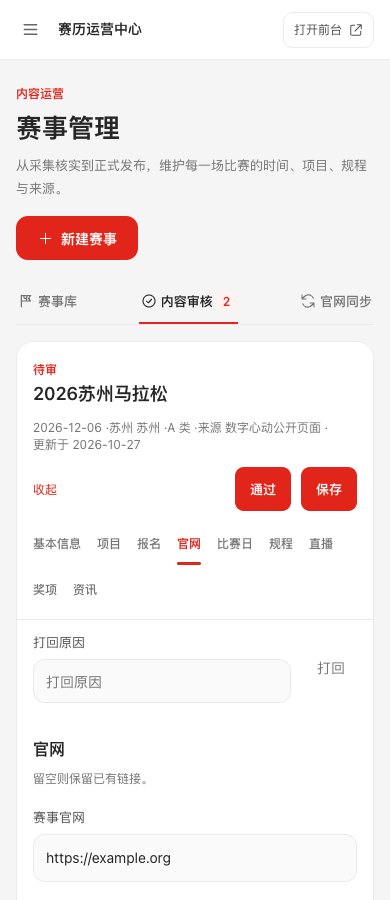 赛历运营中心
打开前台
内容运营
赛事管理
从采集核实到正式发布，维护每一场比赛的时间、项目、规程
与来源。
新建赛事
赛事库
内容审核 2
官网同步
待审
2026苏州马拉松
2026-12-06 ·苏州 苏州 ·A 类 ·来源 数字心动公开页面 ·
更新于 2026-10-27
收起
通过
保存
基本信息 项目 报名 官网 比赛日 规程 直播
奖项 资讯
打回原因
打回原因
打回
官网
留空则保留已有链接。
赛事官网
https://example.org